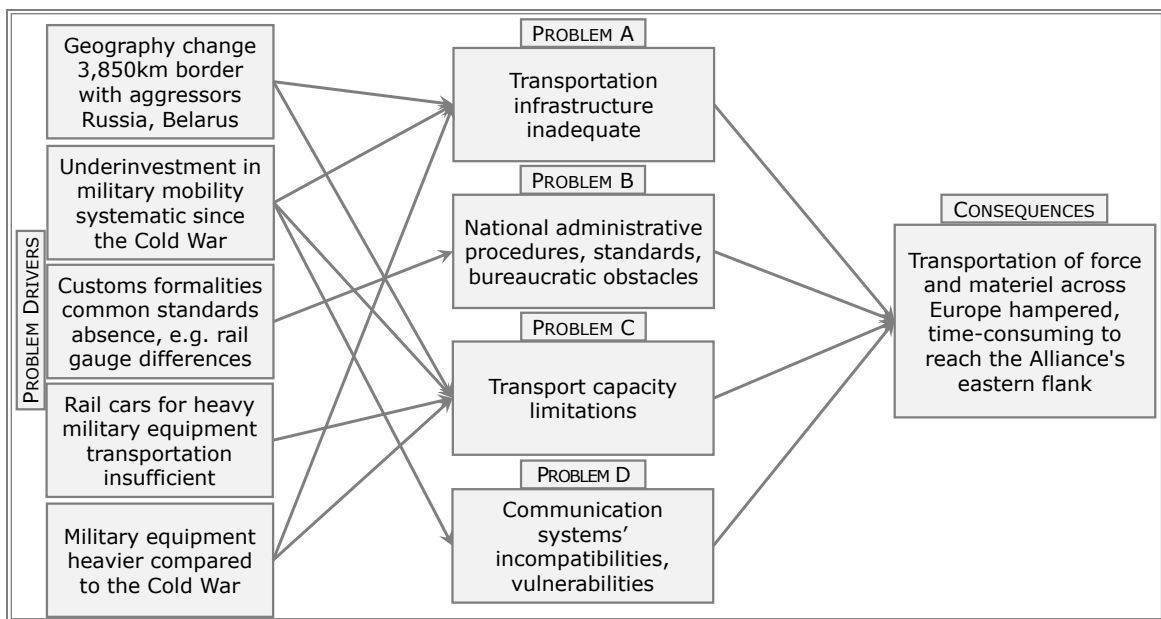 PROBLEM DRIVERS
Geography change
3,850km border
with aggressors
Russia, Belarus
Underinvestment in
military mobility
systematic since
the Cold War
Customs formalities
common standards
absence, e.g. rail
gauge differences
Rail cars for heavy
military equipment
transportation
insufficient
Military equipment
heavier compared
to the Cold War
PROBLEM A
Transportation
infrastructure
inadequate
PROBLEM B
National administrative
procedures, standards,
bureaucratic obstacles
PROBLEM C
Transport capacity
limitations
PROBLEM D
Communication
systems’
incompatibilities,
vulnerabilities
CONSEQUENCES
Transportation of force
and materiel across
Europe hampered,
time-consuming to
reach the Alliance's
eastern flank